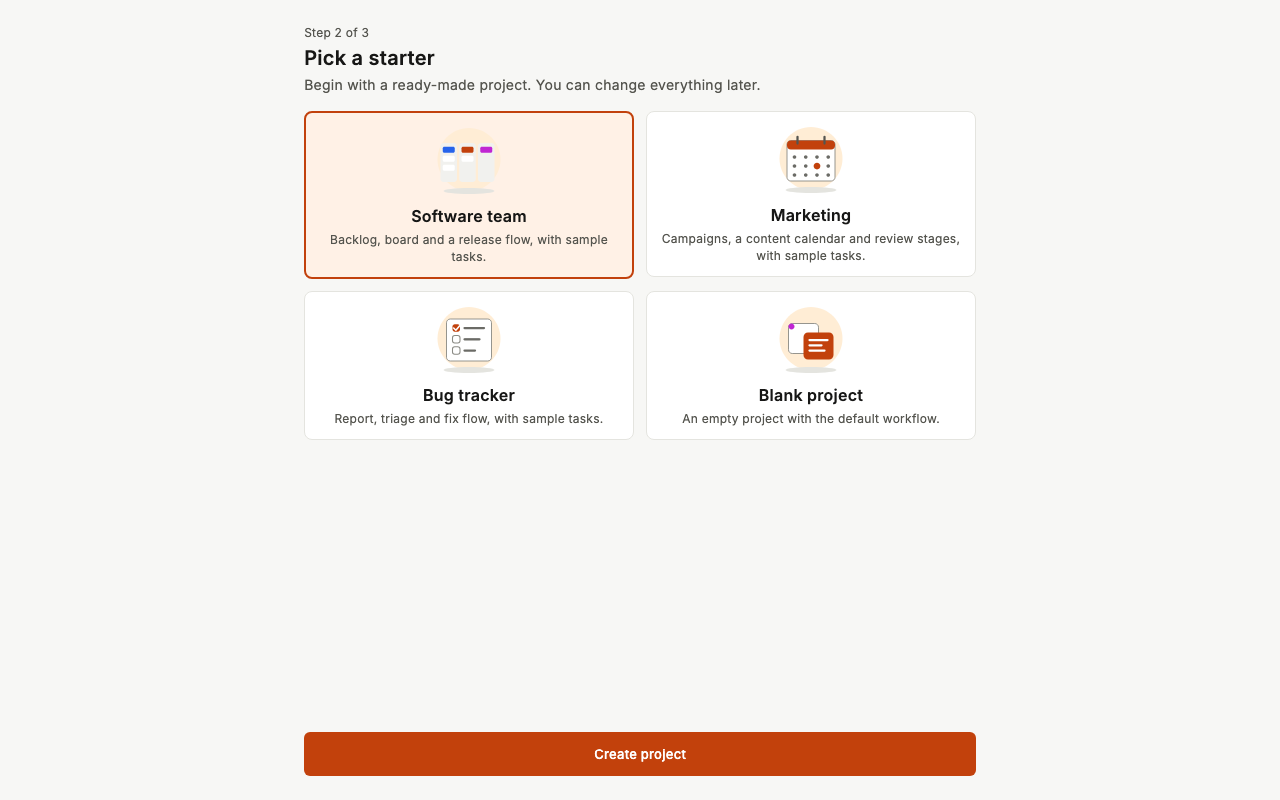 Step 2 of 3
Pick a starter
Begin with a ready-made project. You can change everything later.
Software team
Backlog, board and a release flow, with sample
tasks.
Marketing
Campaigns, a content calendar and review stages,
with sample tasks.
Bug tracker
Report, triage and fix flow, with sample tasks.
Blank project
An empty project with the default workflow.
Create project